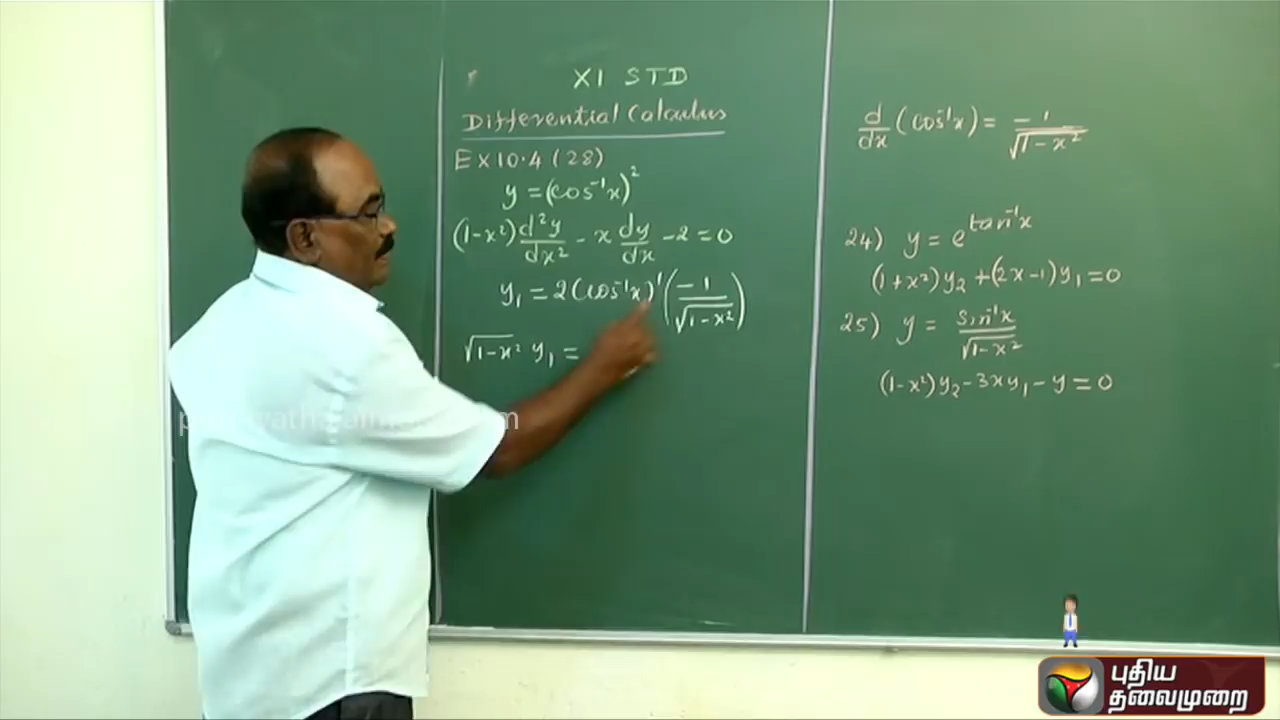 XI STD
Differential Calculus
EX 10.4 (28)
y = (cos⁻¹x)²
(1-x²) d²y/dx² - x dy/dx - 2 = 0
y₁ = 2(cos⁻¹x)¹ (-1/√(1-x²))
√(1-x²) y₁ =
d/dx (cos⁻¹x) = -1/√(1-x²)
24) y = e^(tan⁻¹x)
(1+x²)y₂ + (2x-1)y₁ = 0
25) y = sin⁻¹x/√(1-x²)
(1-x²)y₂ - 3xy₁ - y = 0
புதிய
தலைமுறை